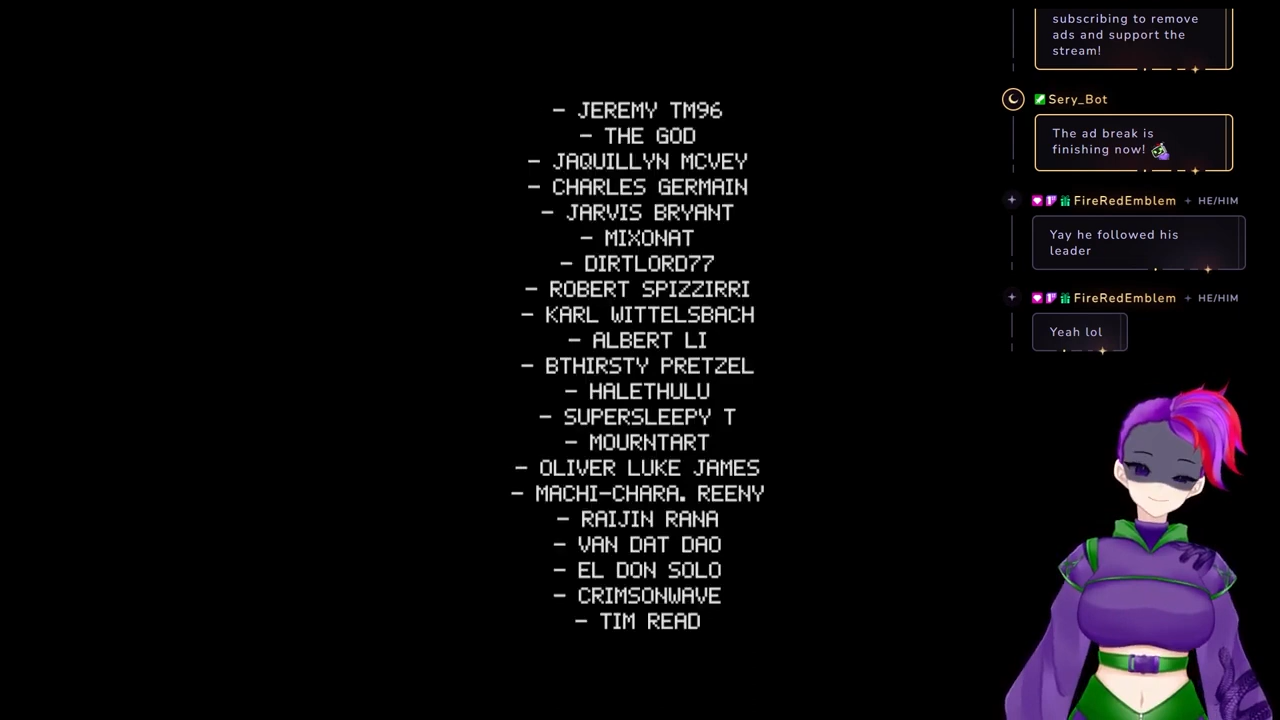 - JEREMY TM96
- THE GOD
- JAQUILLYN MCVEY
- CHARLES GERMAIN
- JARVIS BRYANT
- MIXONAT
- DIRTLORD77
- ROBERT SPIZZIRRI
- KARL WITTELSBACH
- ALBERT LI
- BTHIRSTY PRETZEL
- HALETHULU
- SUPERSLEEPY T
- MOURNTART
- OLIVER LUKE JAMES
- MACHI-CHARA. REENY
- RAIJIN RANA
- VAN DAT DAO
- EL DON SOLO
- CRIMSONWAVE
- TIM READ
subscribing to remove
ads and support the
stream!
Sery_Bot
The ad break is
finishing now!
FireRedEmblem + HE/HIM
Yay he followed his
leader
FireRedEmblem + HE/HIM
Yeah lol